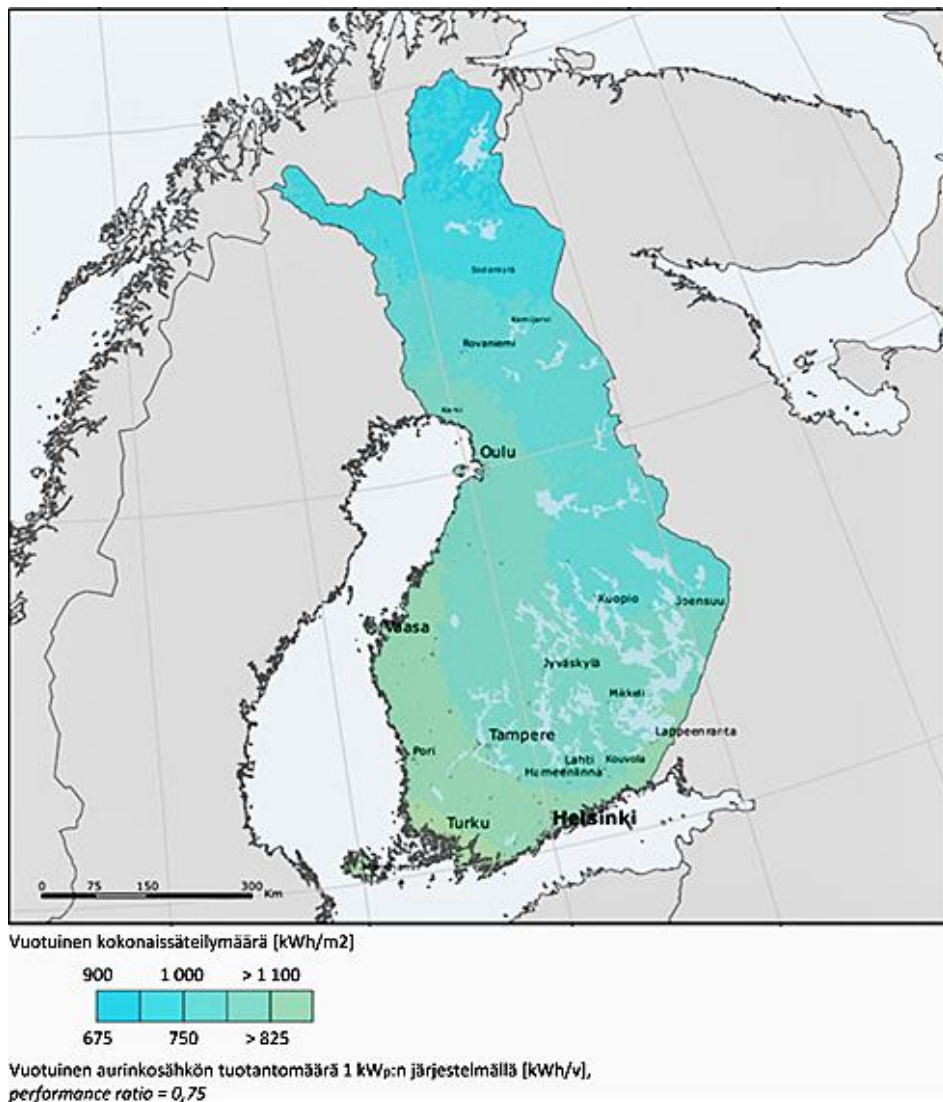 Sodankylä
Kemijärvi
Rovaniemi
Kemi
Oulu
Kuopio
Joensuu
Vaasa
Jyväskylä
Mikkeli
Lappeenranta
Tampere
Pori
Lahti
Kouvola
Hämeenlinna
Helsinki
Turku
0 75 150 300 Km
Vuotuinen kokonaissäteilymäärä [kWh/m2]
900 1 000 > 1 100
675 750 > 825
Vuotuinen aurinkosähkön tuotantomäärä 1 kWp:n järjestelmällä [kWh/v],
performance ratio = 0,75